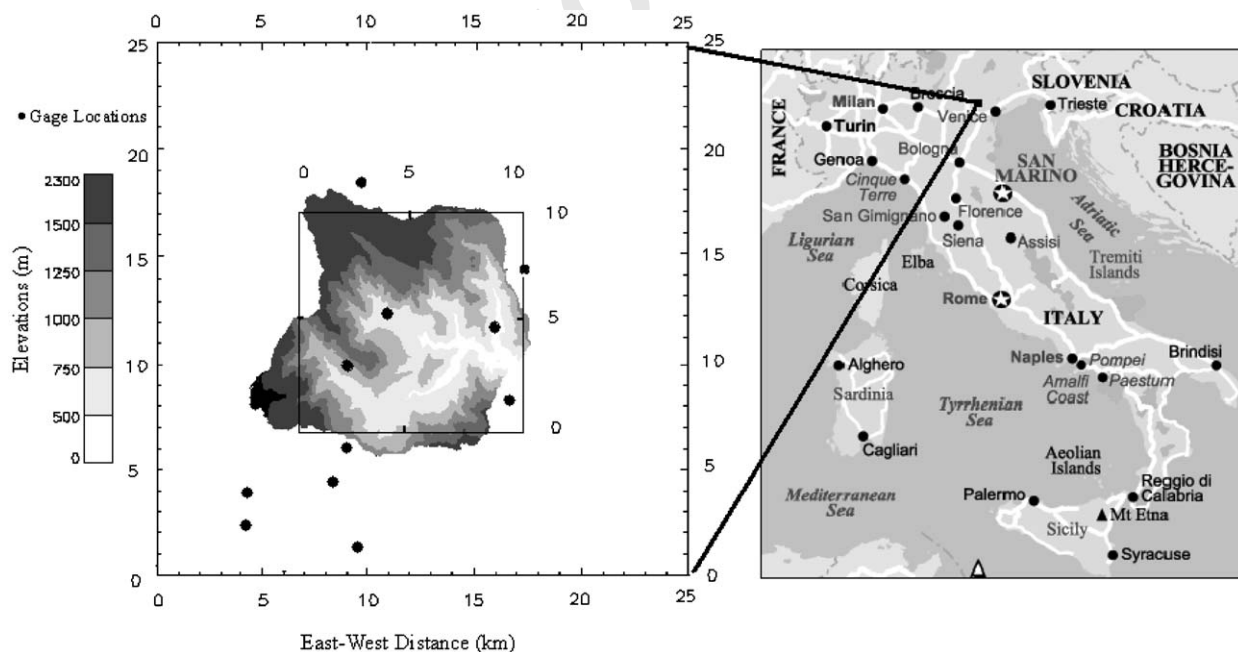 0 5 10 15 20 25
25 25
Gage Locations
20 20
0 5 10
2300
10
1500
15 15
1250
Elevations (m)
1000
5
750
10 10
500
0
0
5 5
0 0
0 5 10 15 20 25
East-West Distance (km)
SLOVENIA
Brescia
Milan
Trieste
CROATIA
Venice
Turin
FRANCE
Bologna
BOSNIA
HERCE-
GOVINA
Genoa
SAN
MARINO
Cinque
Terre
Adriatic
Sea
San Gimignano
Florence
Ligurian
Sea
Siena
Assisi
Elba
Tremiti
Islands
Corsica
Rome
ITALY
Naples
Pompei
Brindisi
Alghero
Amalfi
Coast
Paestum
Sardinia
Tyrrhenian
Sea
Cagliari
Aeolian
Islands
Reggio di
Calabria
Palermo
Mediterranean
Sea
Mt Etna
Sicily
Syracuse